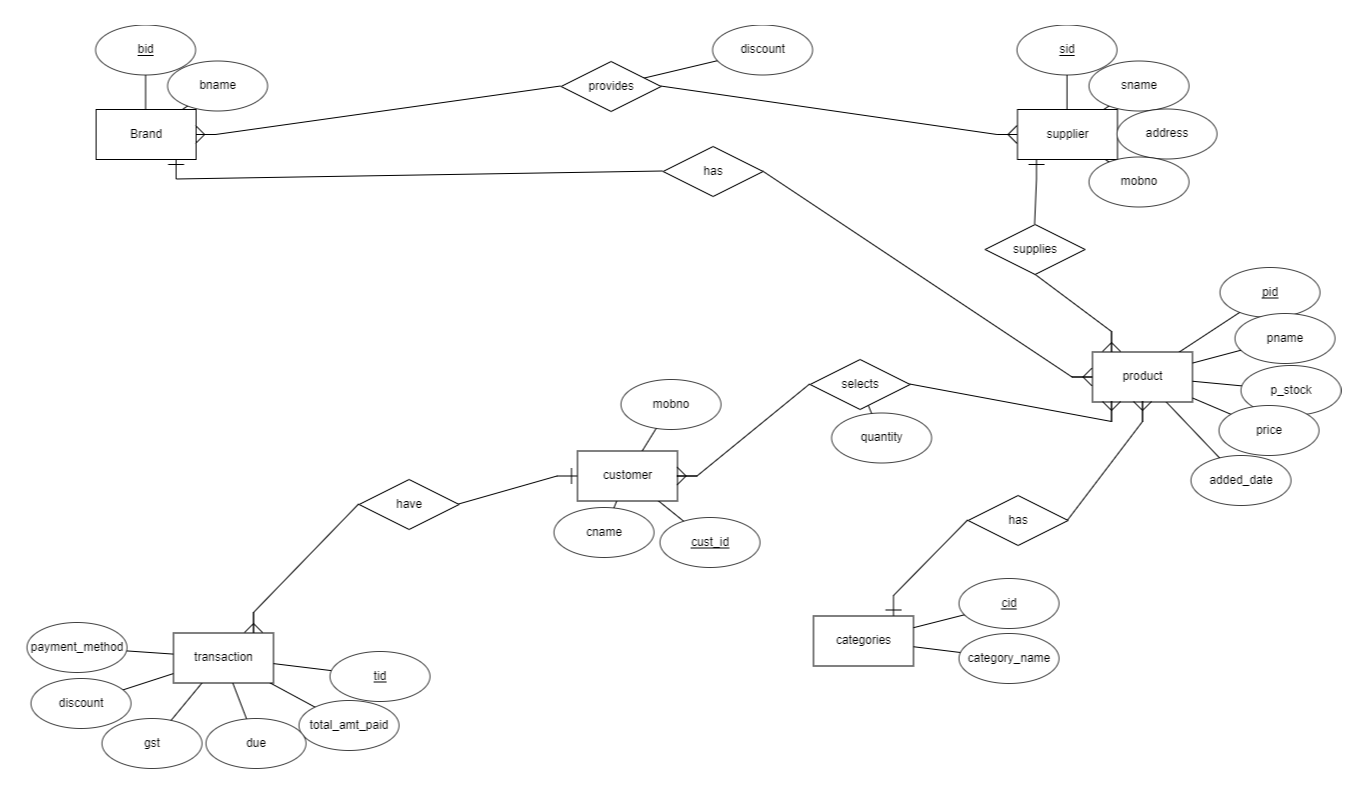 bid
bname
Brand
provides
discount
sid
sname
supplier
address
mobno
has
supplies
pid
pname
product
p_stock
price
added_date
selects
quantity
mobno
customer
cname
cust_id
have
has
cid
categories
category_name
payment_method
transaction
tid
discount
total_amt_paid
gst
due